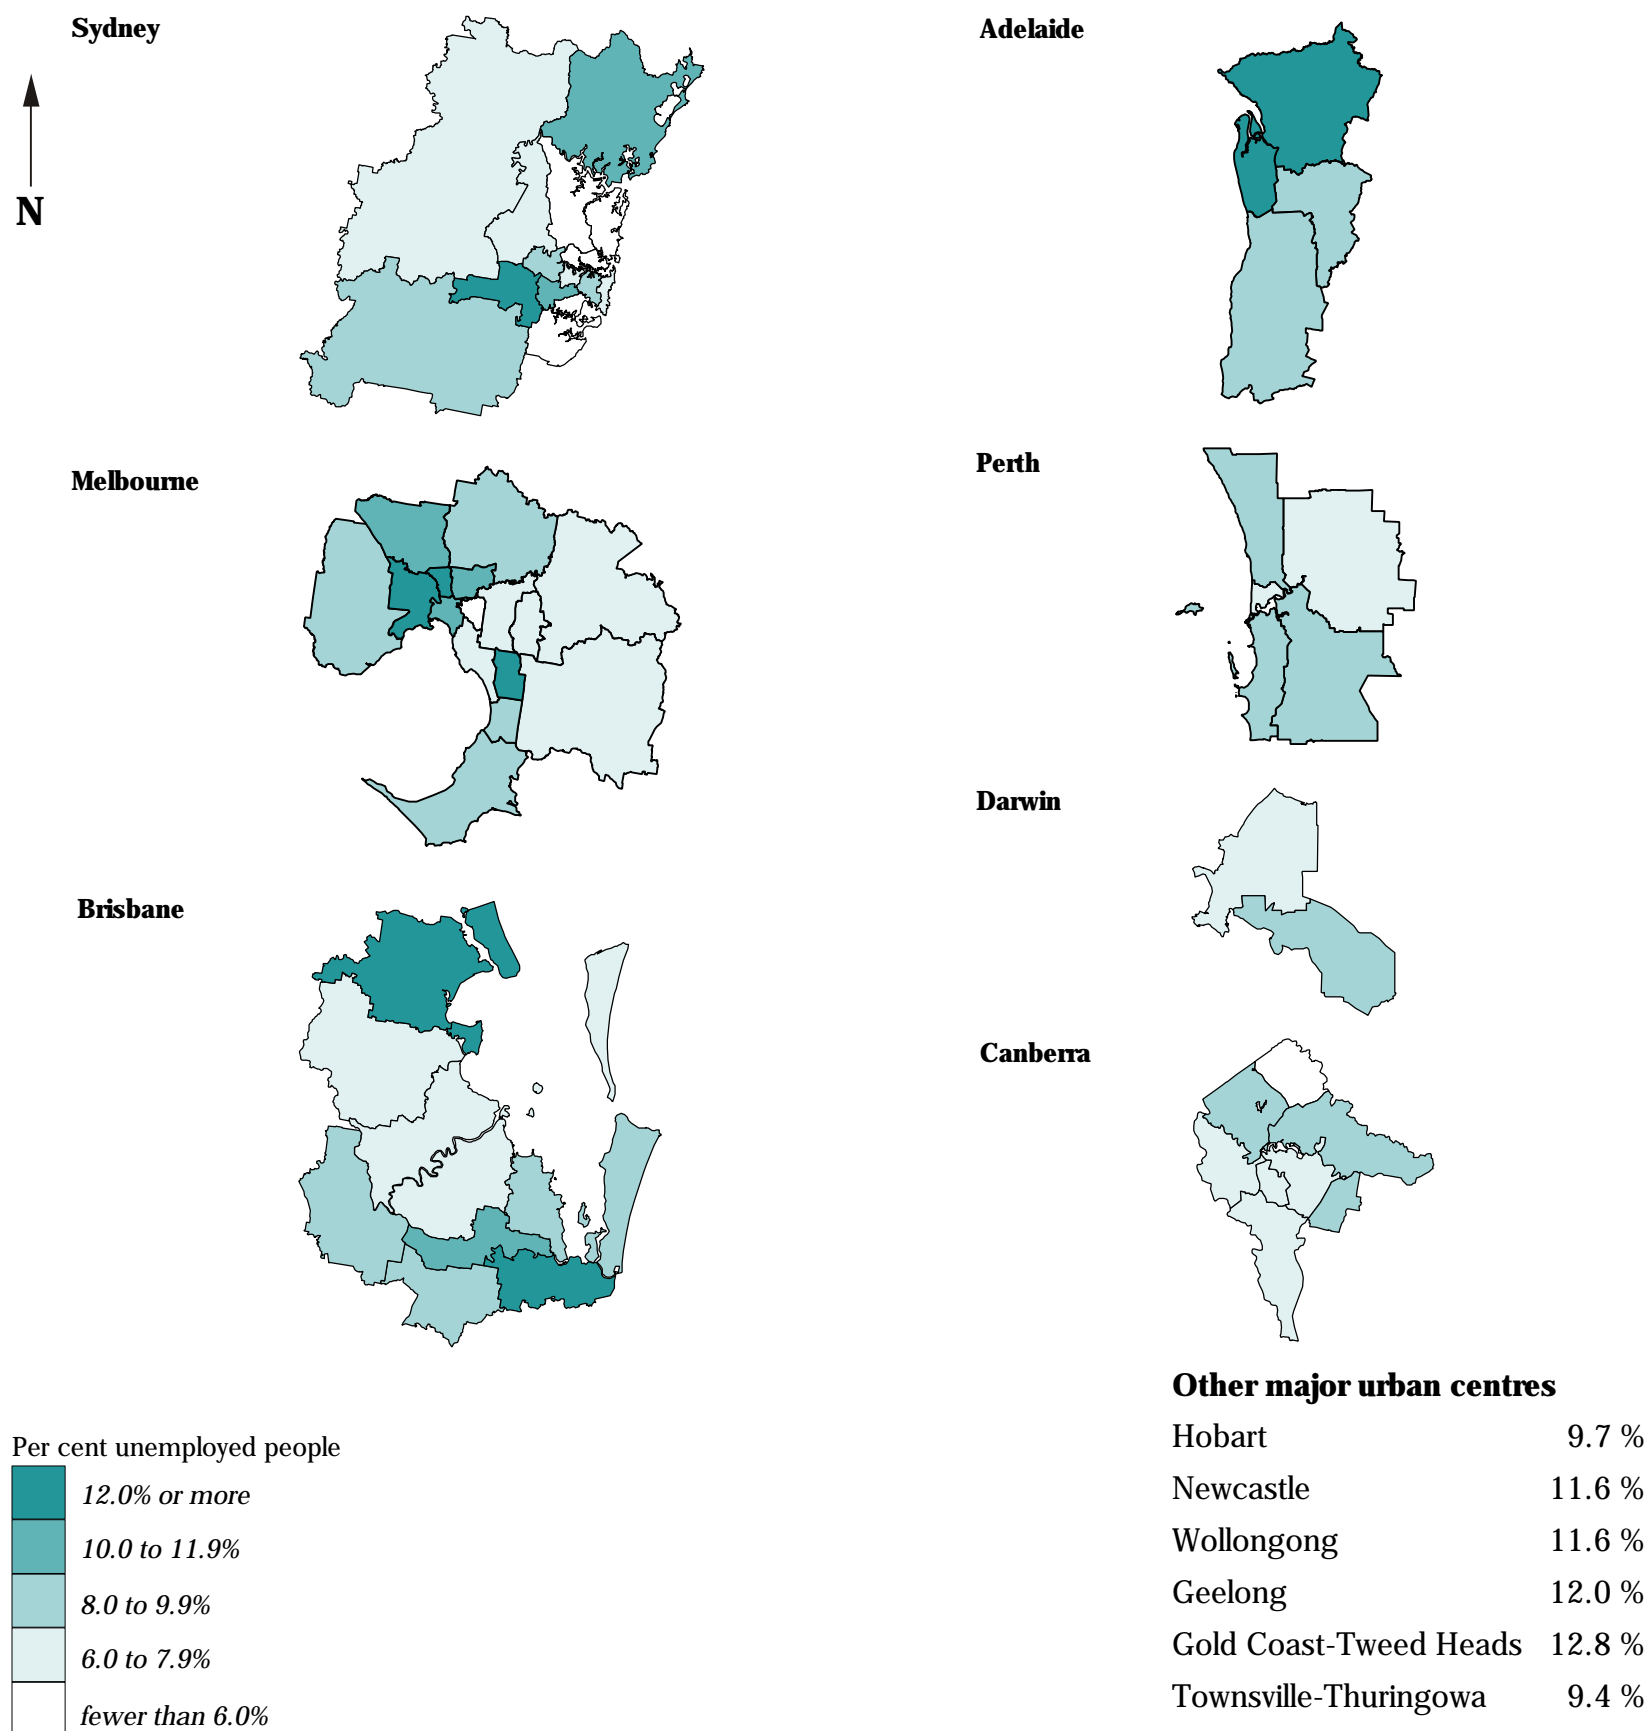 Sydney
Adelaide
N
Melbourne
Perth
Darwin
Brisbane
Canberra
Other major urban centres
Hobart 9.7 %
Newcastle 11.6 %
Wollongong 11.6 %
Geelong 12.0 %
Gold Coast-Tweed Heads 12.8 %
Townsville-Thuringowa 9.4 %
Per cent unemployed people
12.0% or more
10.0 to 11.9%
8.0 to 9.9%
6.0 to 7.9%
fewer than 6.0%